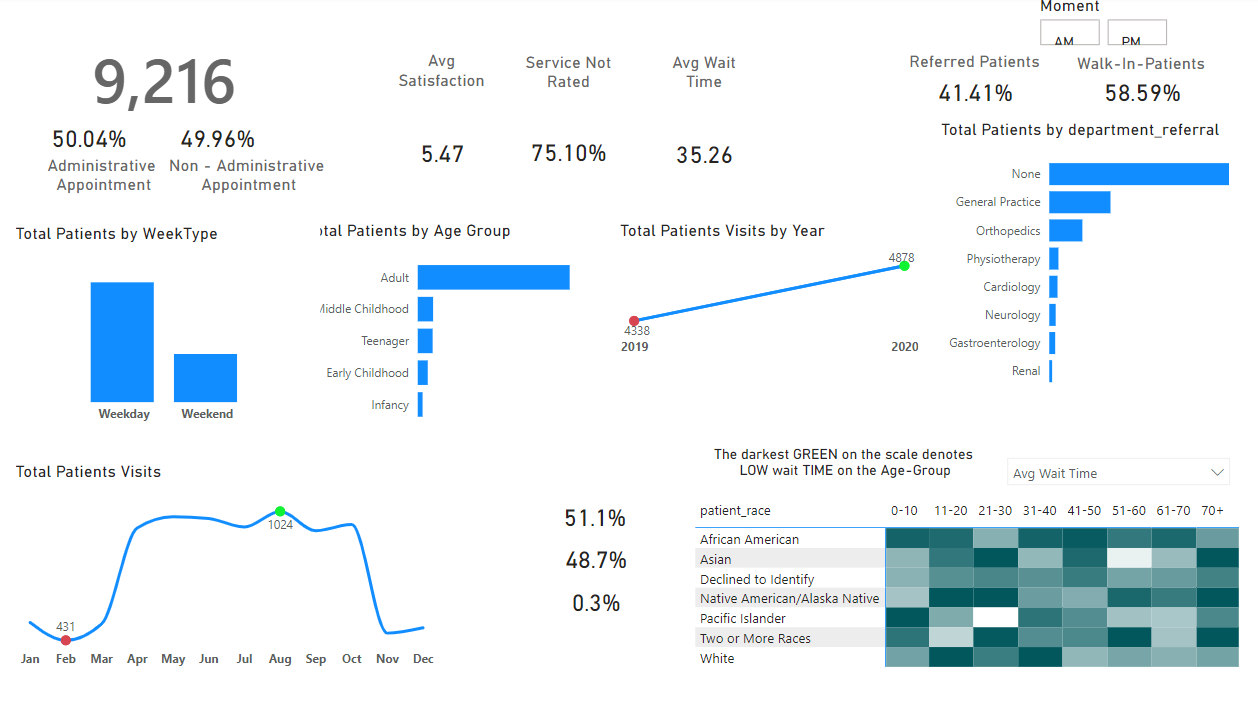 Moment
AM
PM
9,216
50.04%
Administrative
Appointment
49.96%
Non - Administrative
Appointment
Avg
Satisfaction
5.47
Service Not
Rated
75.10%
Avg Wait
Time
35.26
Referred Patients
41.41%
Walk-In-Patients
58.59%
Total Patients by department_referral
None
General Practice
Orthopedics
Physiotherapy
Cardiology
Neurology
Gastroenterology
Renal
Total Patients by WeekType
Weekday
Weekend
otal Patients by Age Group
Adult
Middle Childhood
Teenager
Early Childhood
Infancy
Total Patients Visits by Year
4878
4338
2019
2020
Total Patients Visits
1024
431
Jan Feb Mar Apr May Jun Jul Aug Sep Oct Nov Dec
51.1%
48.7%
0.3%
The darkest GREEN on the scale denotes
LOW wait TIME on the Age-Group
Avg Wait Time
patient_race 0-10 11-20 21-30 31-40 41-50 51-60 61-70 70+
African American
Asian
Declined to Identify
Native American/Alaska Native
Pacific Islander
Two or More Races
White